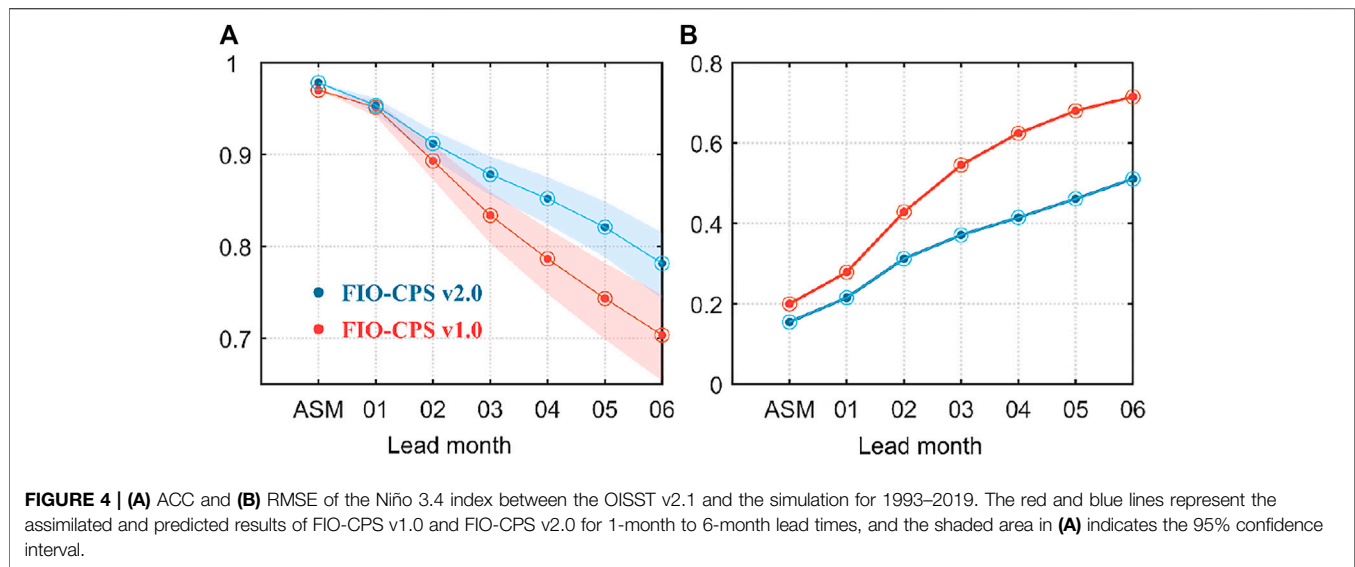 A
1
0.9
0.8
0.7
FIO-CPS v2.0
FIO-CPS v1.0
ASM 01 02 03 04 05 06
Lead month
B
0.8
0.6
0.4
0.2
0
ASM 01 02 03 04 05 06
Lead month
FIGURE 4 | (A) ACC and (B) RMSE of the Niño 3.4 index between the OISST v2.1 and the simulation for 1993–2019. The red and blue lines represent the
assimilated and predicted results of FIO-CPS v1.0 and FIO-CPS v2.0 for 1-month to 6-month lead times, and the shaded area in (A) indicates the 95% confidence
interval.